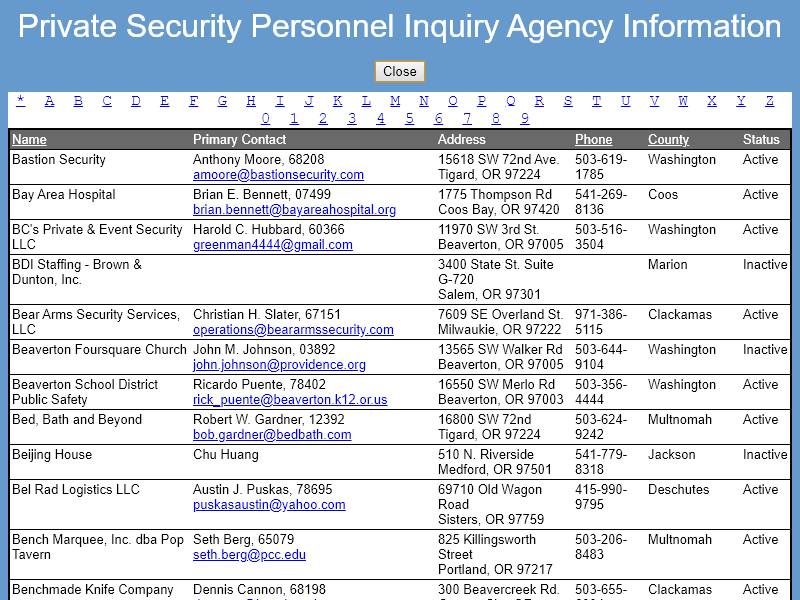 Private Security Personnel Inquiry Agency Information
Close
* A B C D E F G H I J K L M N O P Q R S T U V W X Y Z
0 1 2 3 4 5 6 7 8 9
Name Primary Contact Address Phone County Status
Bastion Security Anthony Moore, 68208 15618 SW 72nd Ave. 503-619- Washington Active
amoore@bastionsecurity.com Tigard, OR 97224 1785
Bay Area Hospital Brian E. Bennett, 07499 1775 Thompson Rd 541-269- Coos Active
brian.bennett@bayareahospital.org Coos Bay, OR 97420 8136
BC's Private & Event Security Harold C. Hubbard, 60366 11970 SW 3rd St. 503-516- Washington Active
LLC greenman4444@gmail.com Beaverton, OR 97005 3504
BDI Staffing - Brown & 3400 State St. Suite Marion Inactive
Dunton, Inc. G-720
Salem, OR 97301
Bear Arms Security Services, Christian H. Slater, 67151 7609 SE Overland St. 971-386- Clackamas Active
LLC operations@beararmssecurity.com Milwaukie, OR 97222 5115
Beaverton Foursquare Church John M. Johnson, 03892 13565 SW Walker Rd 503-644- Washington Inactive
john.johnson@providence.org Beaverton, OR 97005 9104
Beaverton School District Ricardo Puente, 78402 16550 SW Merlo Rd 503-356- Washington Active
Public Safety rick_puente@beaverton.k12.or.us Beaverton, OR 97003 4444
Bed, Bath and Beyond Robert W. Gardner, 12392 16800 SW 72nd 503-624- Multnomah Active
bob.gardner@bedbath.com Tigard, OR 97224 9242
Beijing House Chu Huang 510 N. Riverside 541-779- Jackson Inactive
Medford, OR 97501 8318
Bel Rad Logistics LLC Austin J. Puskas, 78695 69710 Old Wagon 415-990- Deschutes Active
puskasaustin@yahoo.com Road 9795
Sisters, OR 97759
Bench Marquee, Inc. dba Pop Seth Berg, 65079 825 Killingsworth 503-206- Multnomah Active
Tavern seth.berg@pcc.edu Street 8483
Portland, OR 97217
Benchmade Knife Company Dennis Cannon, 68198 300 Beavercreek Rd. 503-655- Clackamas Active